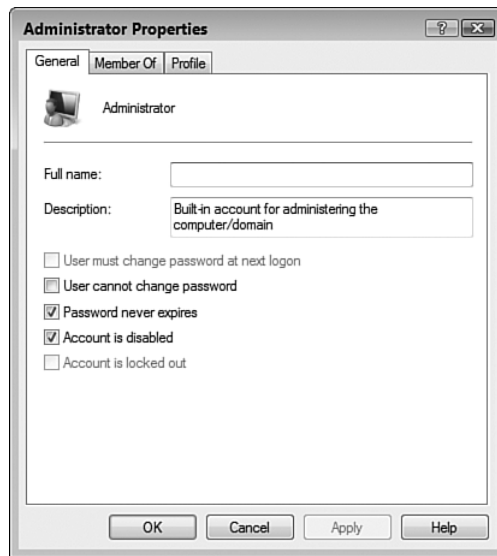 Administrator Properties
General Member Of Profile
Administrator
Full name:
Description: Built-in account for administering the
computer/domain
User must change password at next logon
User cannot change password
Password never expires
Account is disabled
Account is locked out
OK Cancel Apply Help